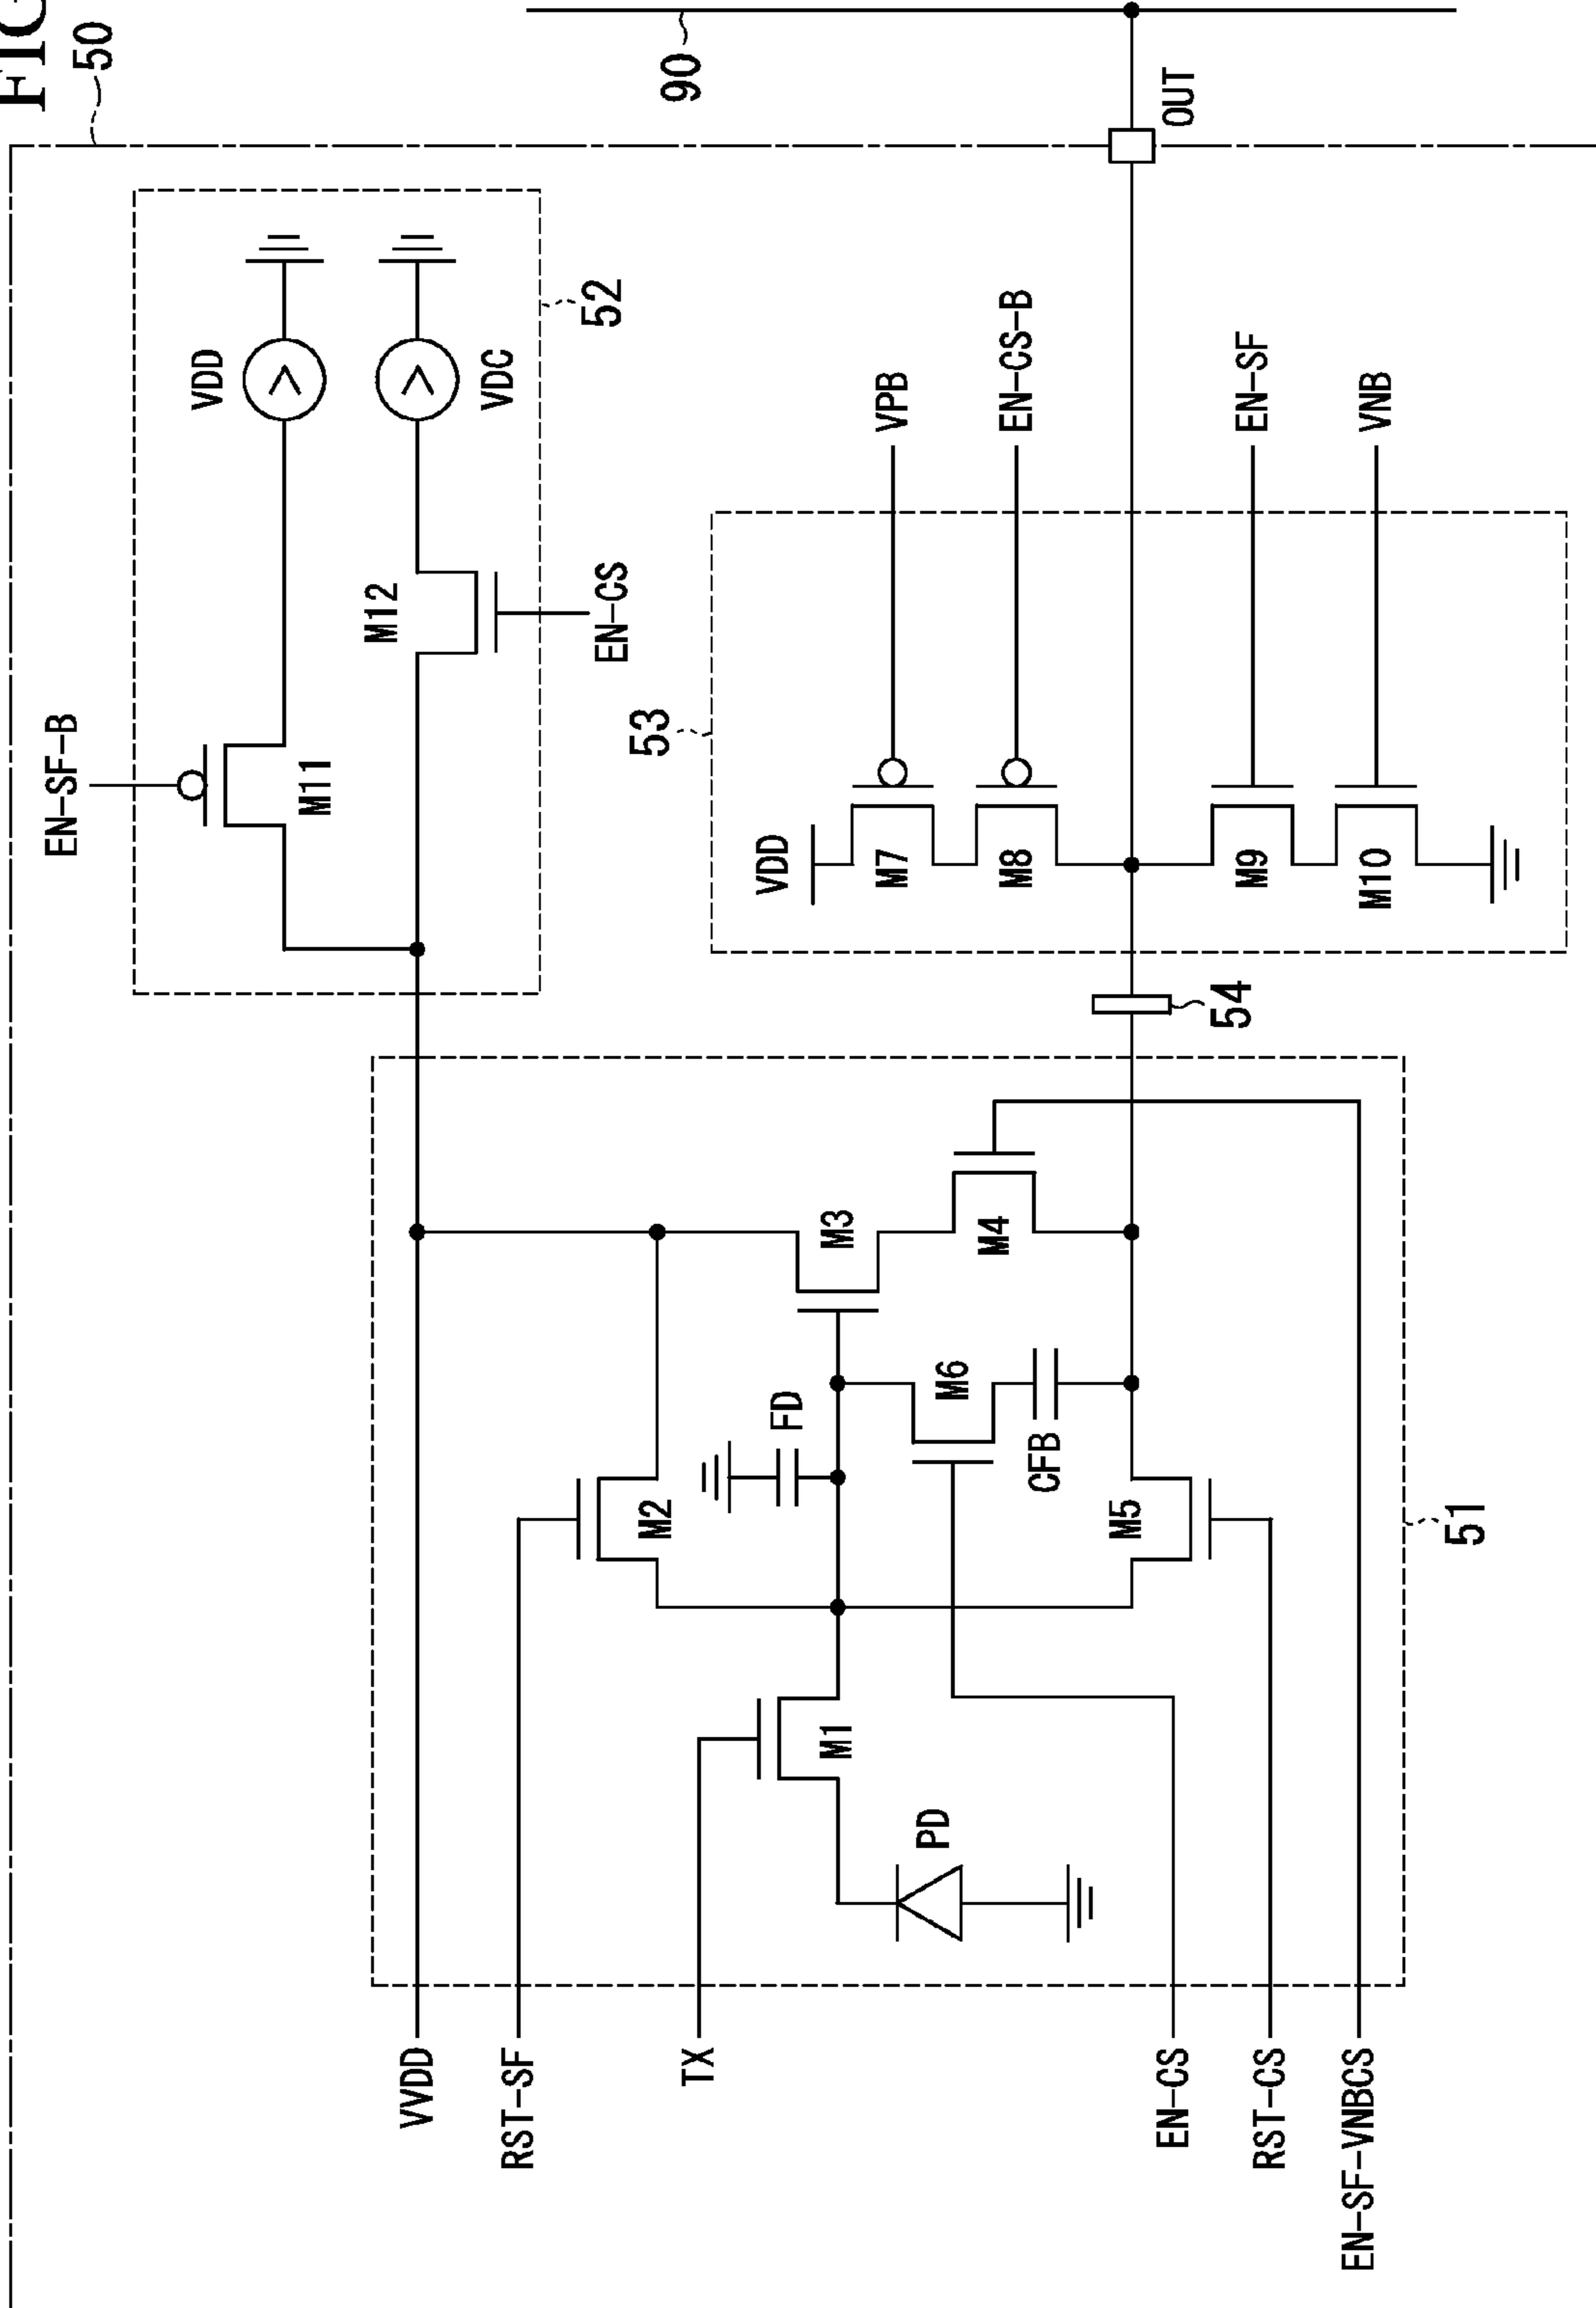 FIG
50
90
OUT
EN-SF-B
M11
VDD
VDC
M12
EN-CS
52
53
VDD
M7
M8
M9
M10
VPB
EN-CS-B
EN-SF
VNB
54
VVDD
RST-SF
TX
EN-CS
RST-CS
EN-SF-VNBCS
M1
PD
M2
FD
M3
M4
M5
M6
CFB
51